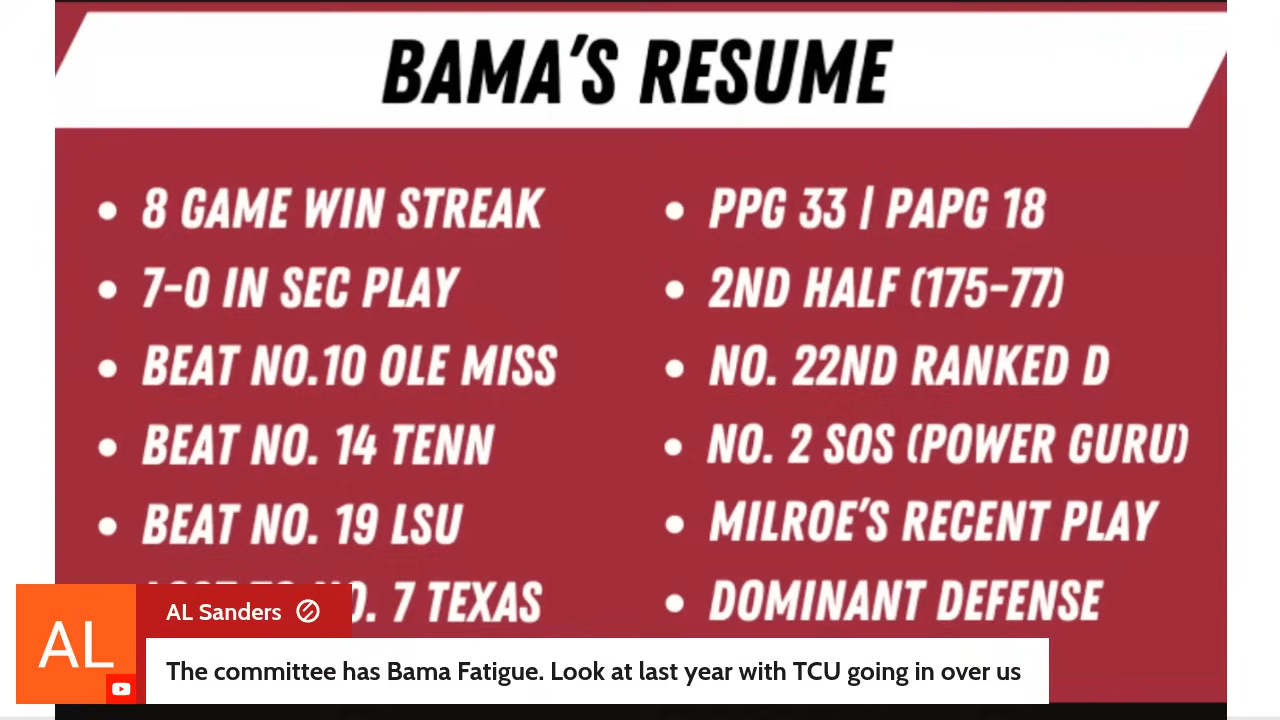 BAMA'S RESUME
8 GAME WIN STREAK
7-0 IN SEC PLAY
BEAT NO.10 OLE MISS
BEAT NO. 14 TENN
BEAT NO. 19 LSU
NO. 7 TEXAS
PPG 33 | PAPG 18
2ND HALF (175-77)
NO. 22ND RANKED D
NO. 2 SOS (POWER GURU)
MILROE'S RECENT PLAY
DOMINANT DEFENSE
AL
AL Sanders
The committee has Bama Fatigue. Look at last year with TCU going in over us